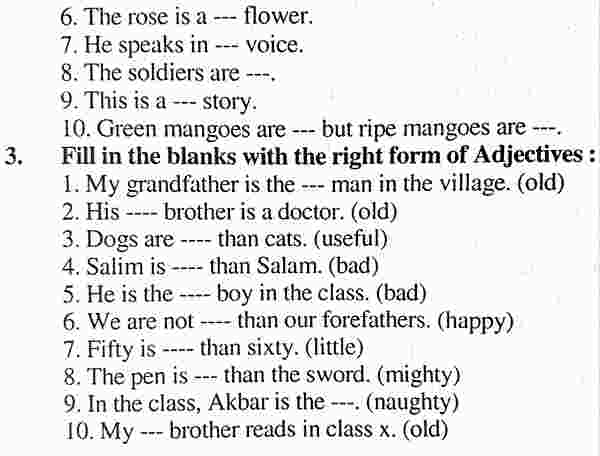 6. The rose is a --- flower.
7. He speaks in --- voice.
8. The soldiers are ---.
9. This is a --- story.
10. Green mangoes are --- but ripe mangoes are ---.
3. Fill in the blanks with the right form of Adjectives :
1. My grandfather is the --- man in the village. (old)
2. His ---- brother is a doctor. (old)
3. Dogs are ---- than cats. (useful)
4. Salim is ---- than Salam. (bad)
5. He is the ---- boy in the class. (bad)
6. We are not ---- than our forefathers. (happy)
7. Fifty is ---- than sixty. (little)
8. The pen is --- than the sword. (mighty)
9. In the class, Akbar is the ---. (naughty)
10. My --- brother reads in class x. (old)